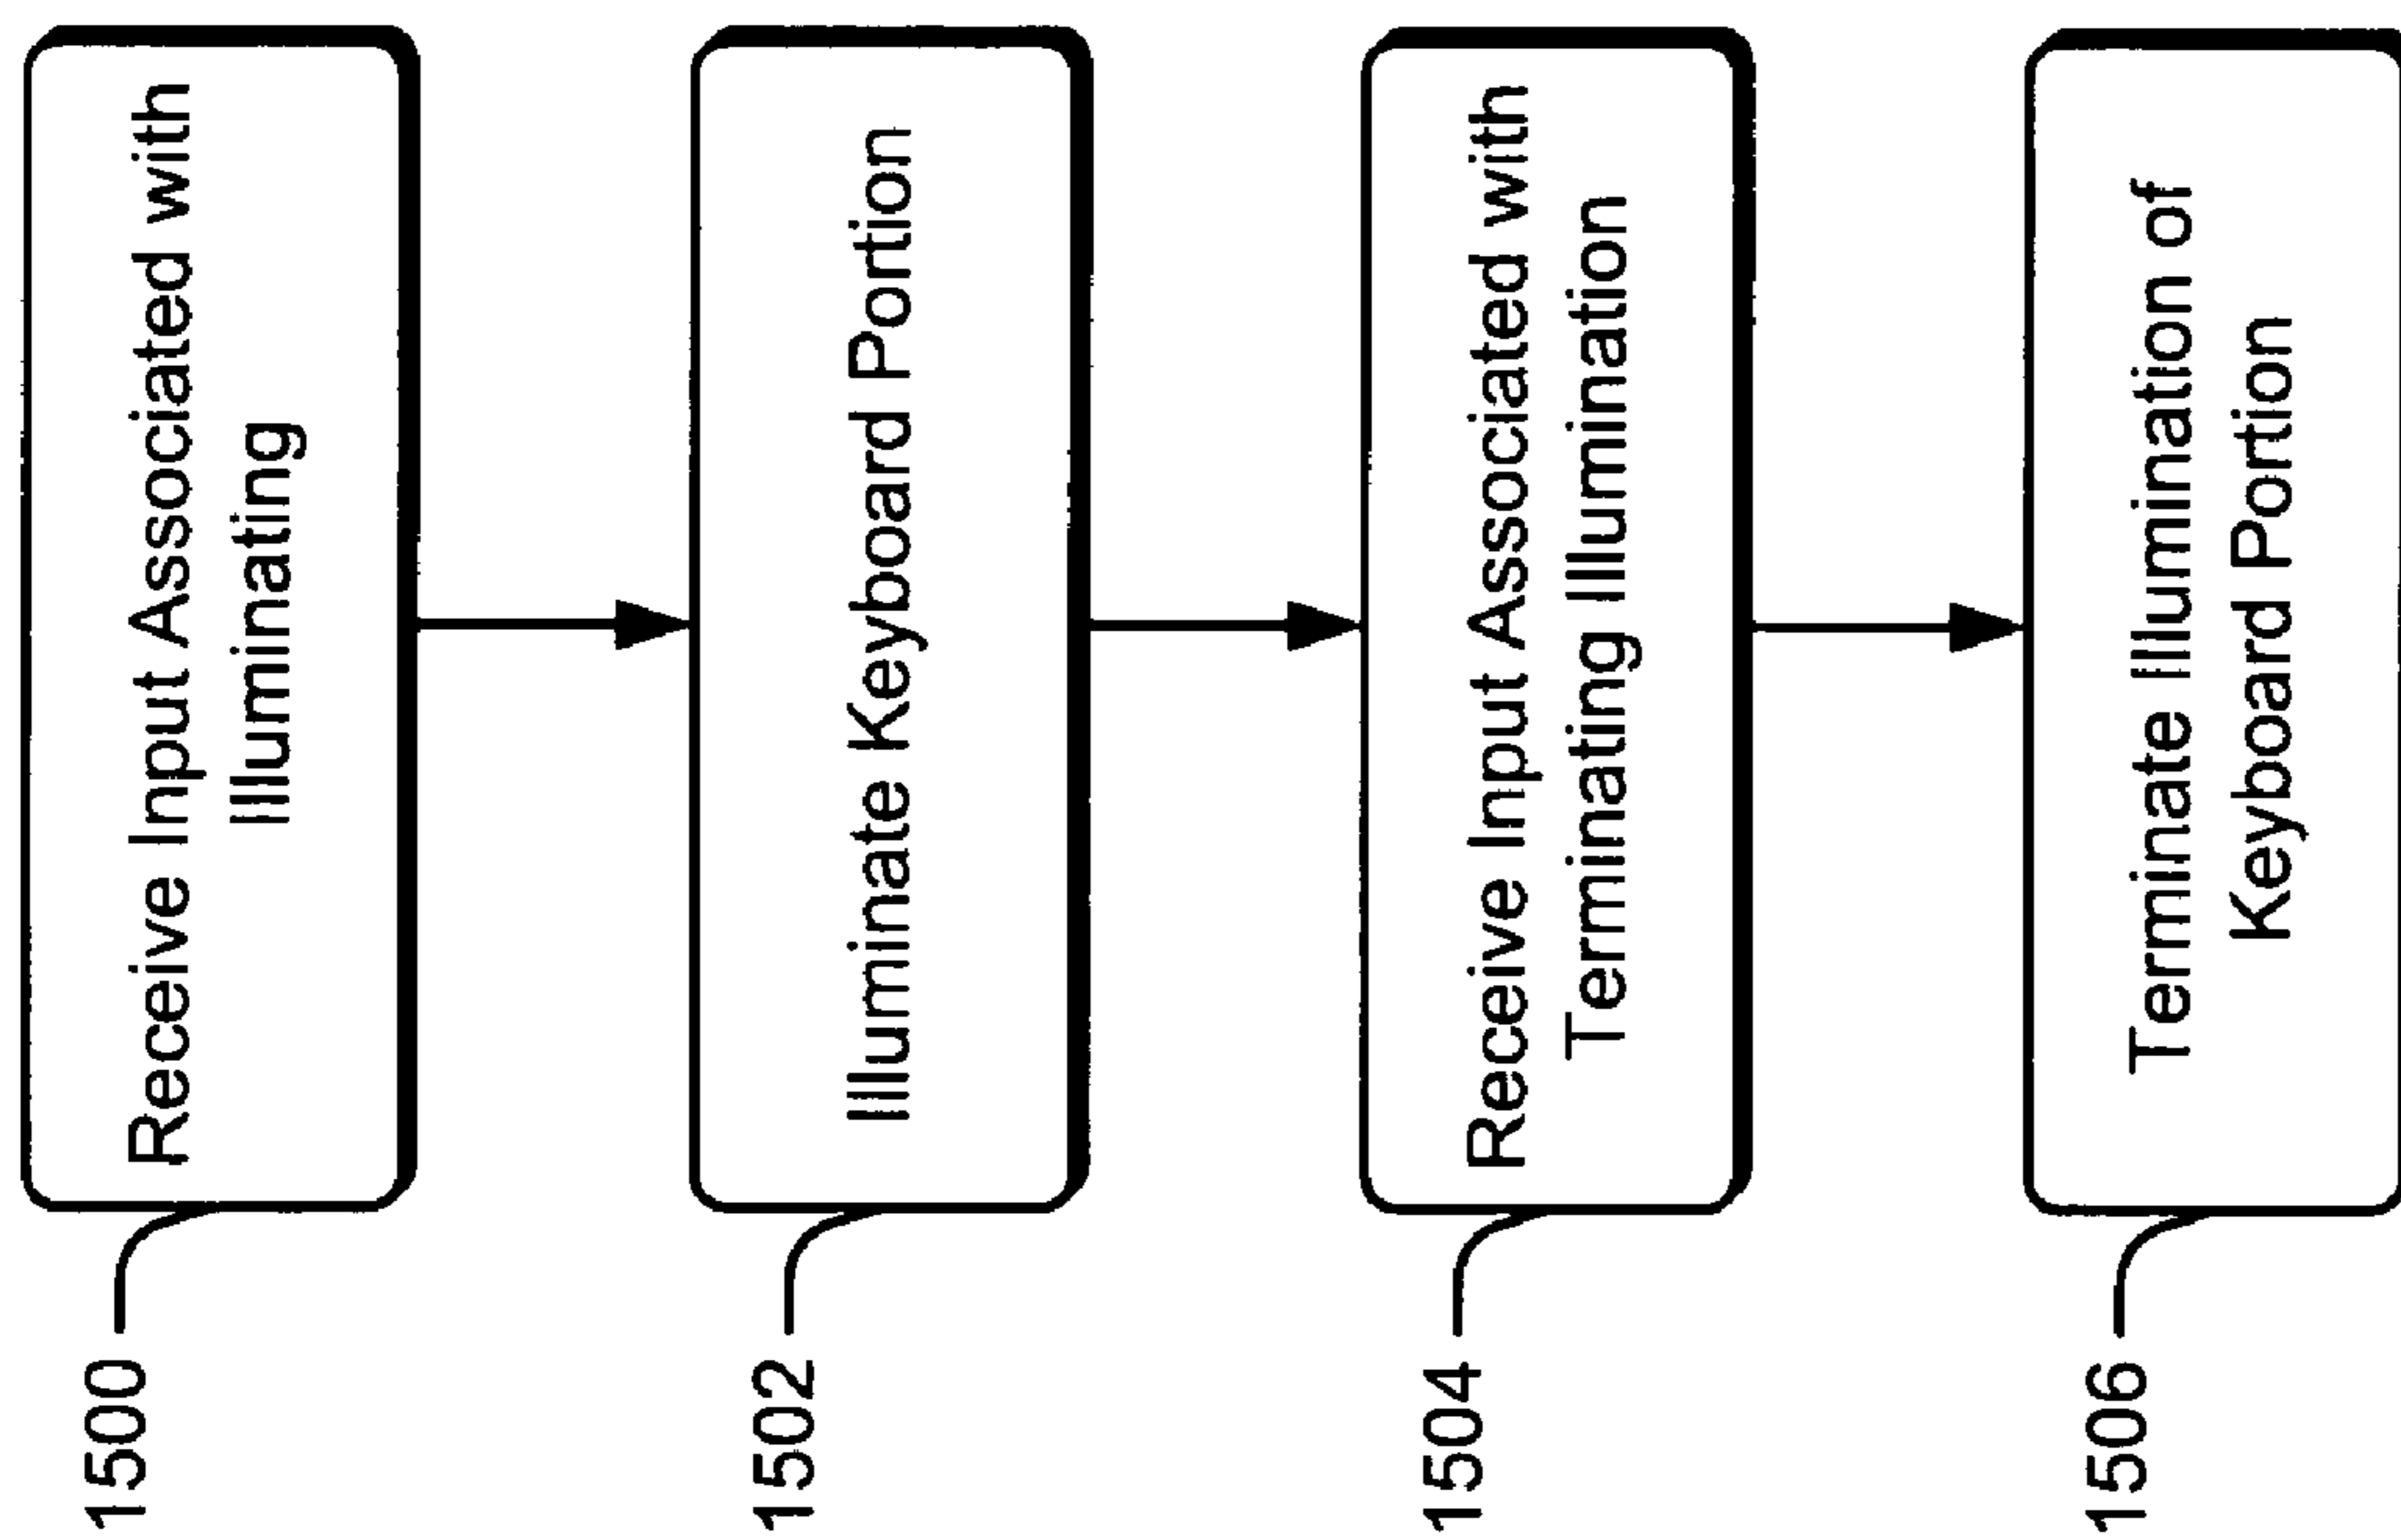 1500
Receive Input Associated with
Illuminating
1502
Illuminate Keyboard Portion
1504
Receive Input Associated with
Terminating Illumination
1506
Terminate Illumination of
Keyboard Portion